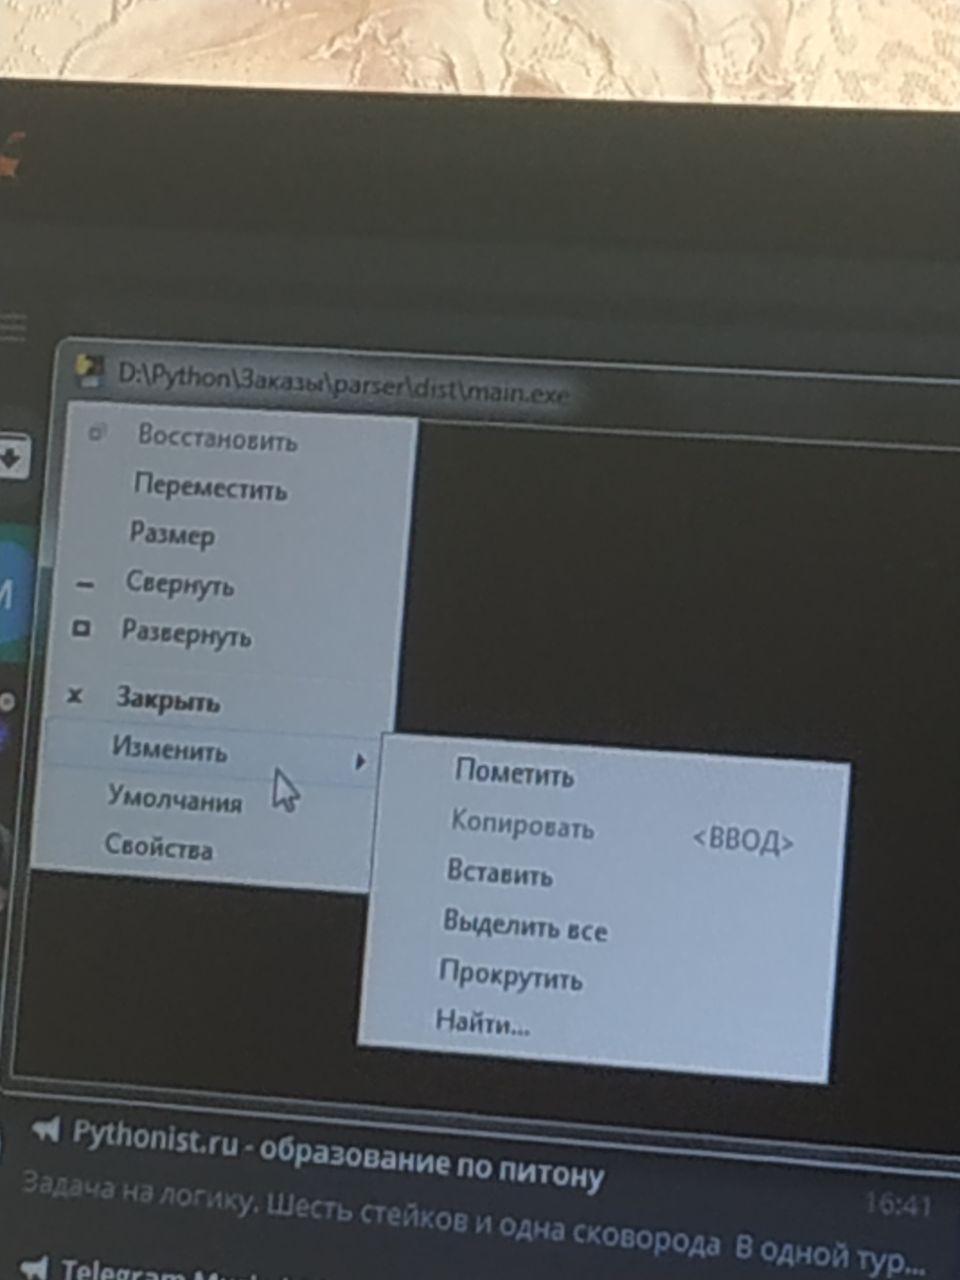 D:\Python\Заказы\parser\dist\main.exe
Восстановить
Переместить
Размер
Свернуть
Развернуть
Закрыть
Изменить
Умолчания
Свойства
Пометить
Копировать <ВВОД>
Вставить
Выделить все
Прокрутить
Найти...
Pythonist.ru - образование по питону
16:41
Задача на логику. Шесть стейков и одна сковорода В одной тур...
Telegram